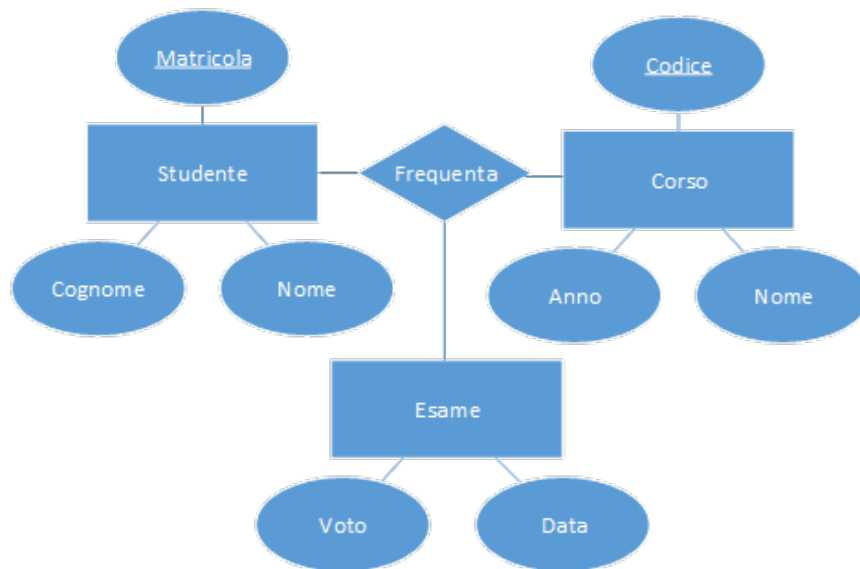 Matricola
Codice
Studente
Frequenta
Corso
Cognome
Nome
Anno
Nome
Esame
Voto
Data